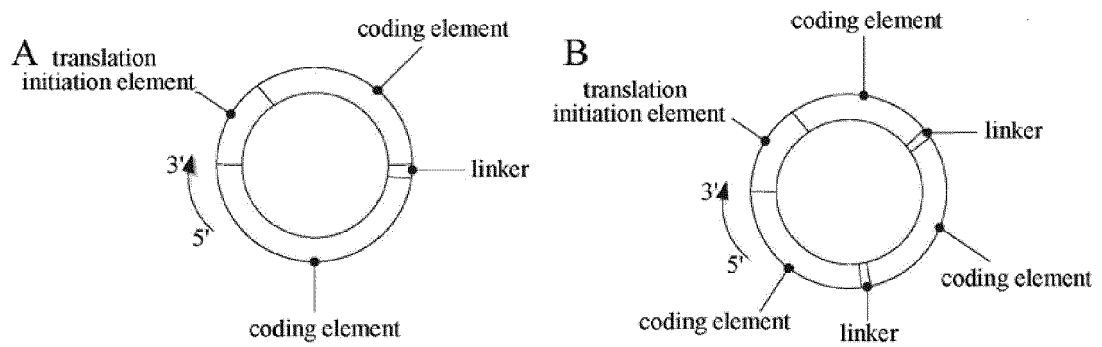 A
coding element
translation
initiation element
linker
3'
5'
coding element
B
coding element
translation
initiation element
linker
3'
5'
coding element
coding element
linker